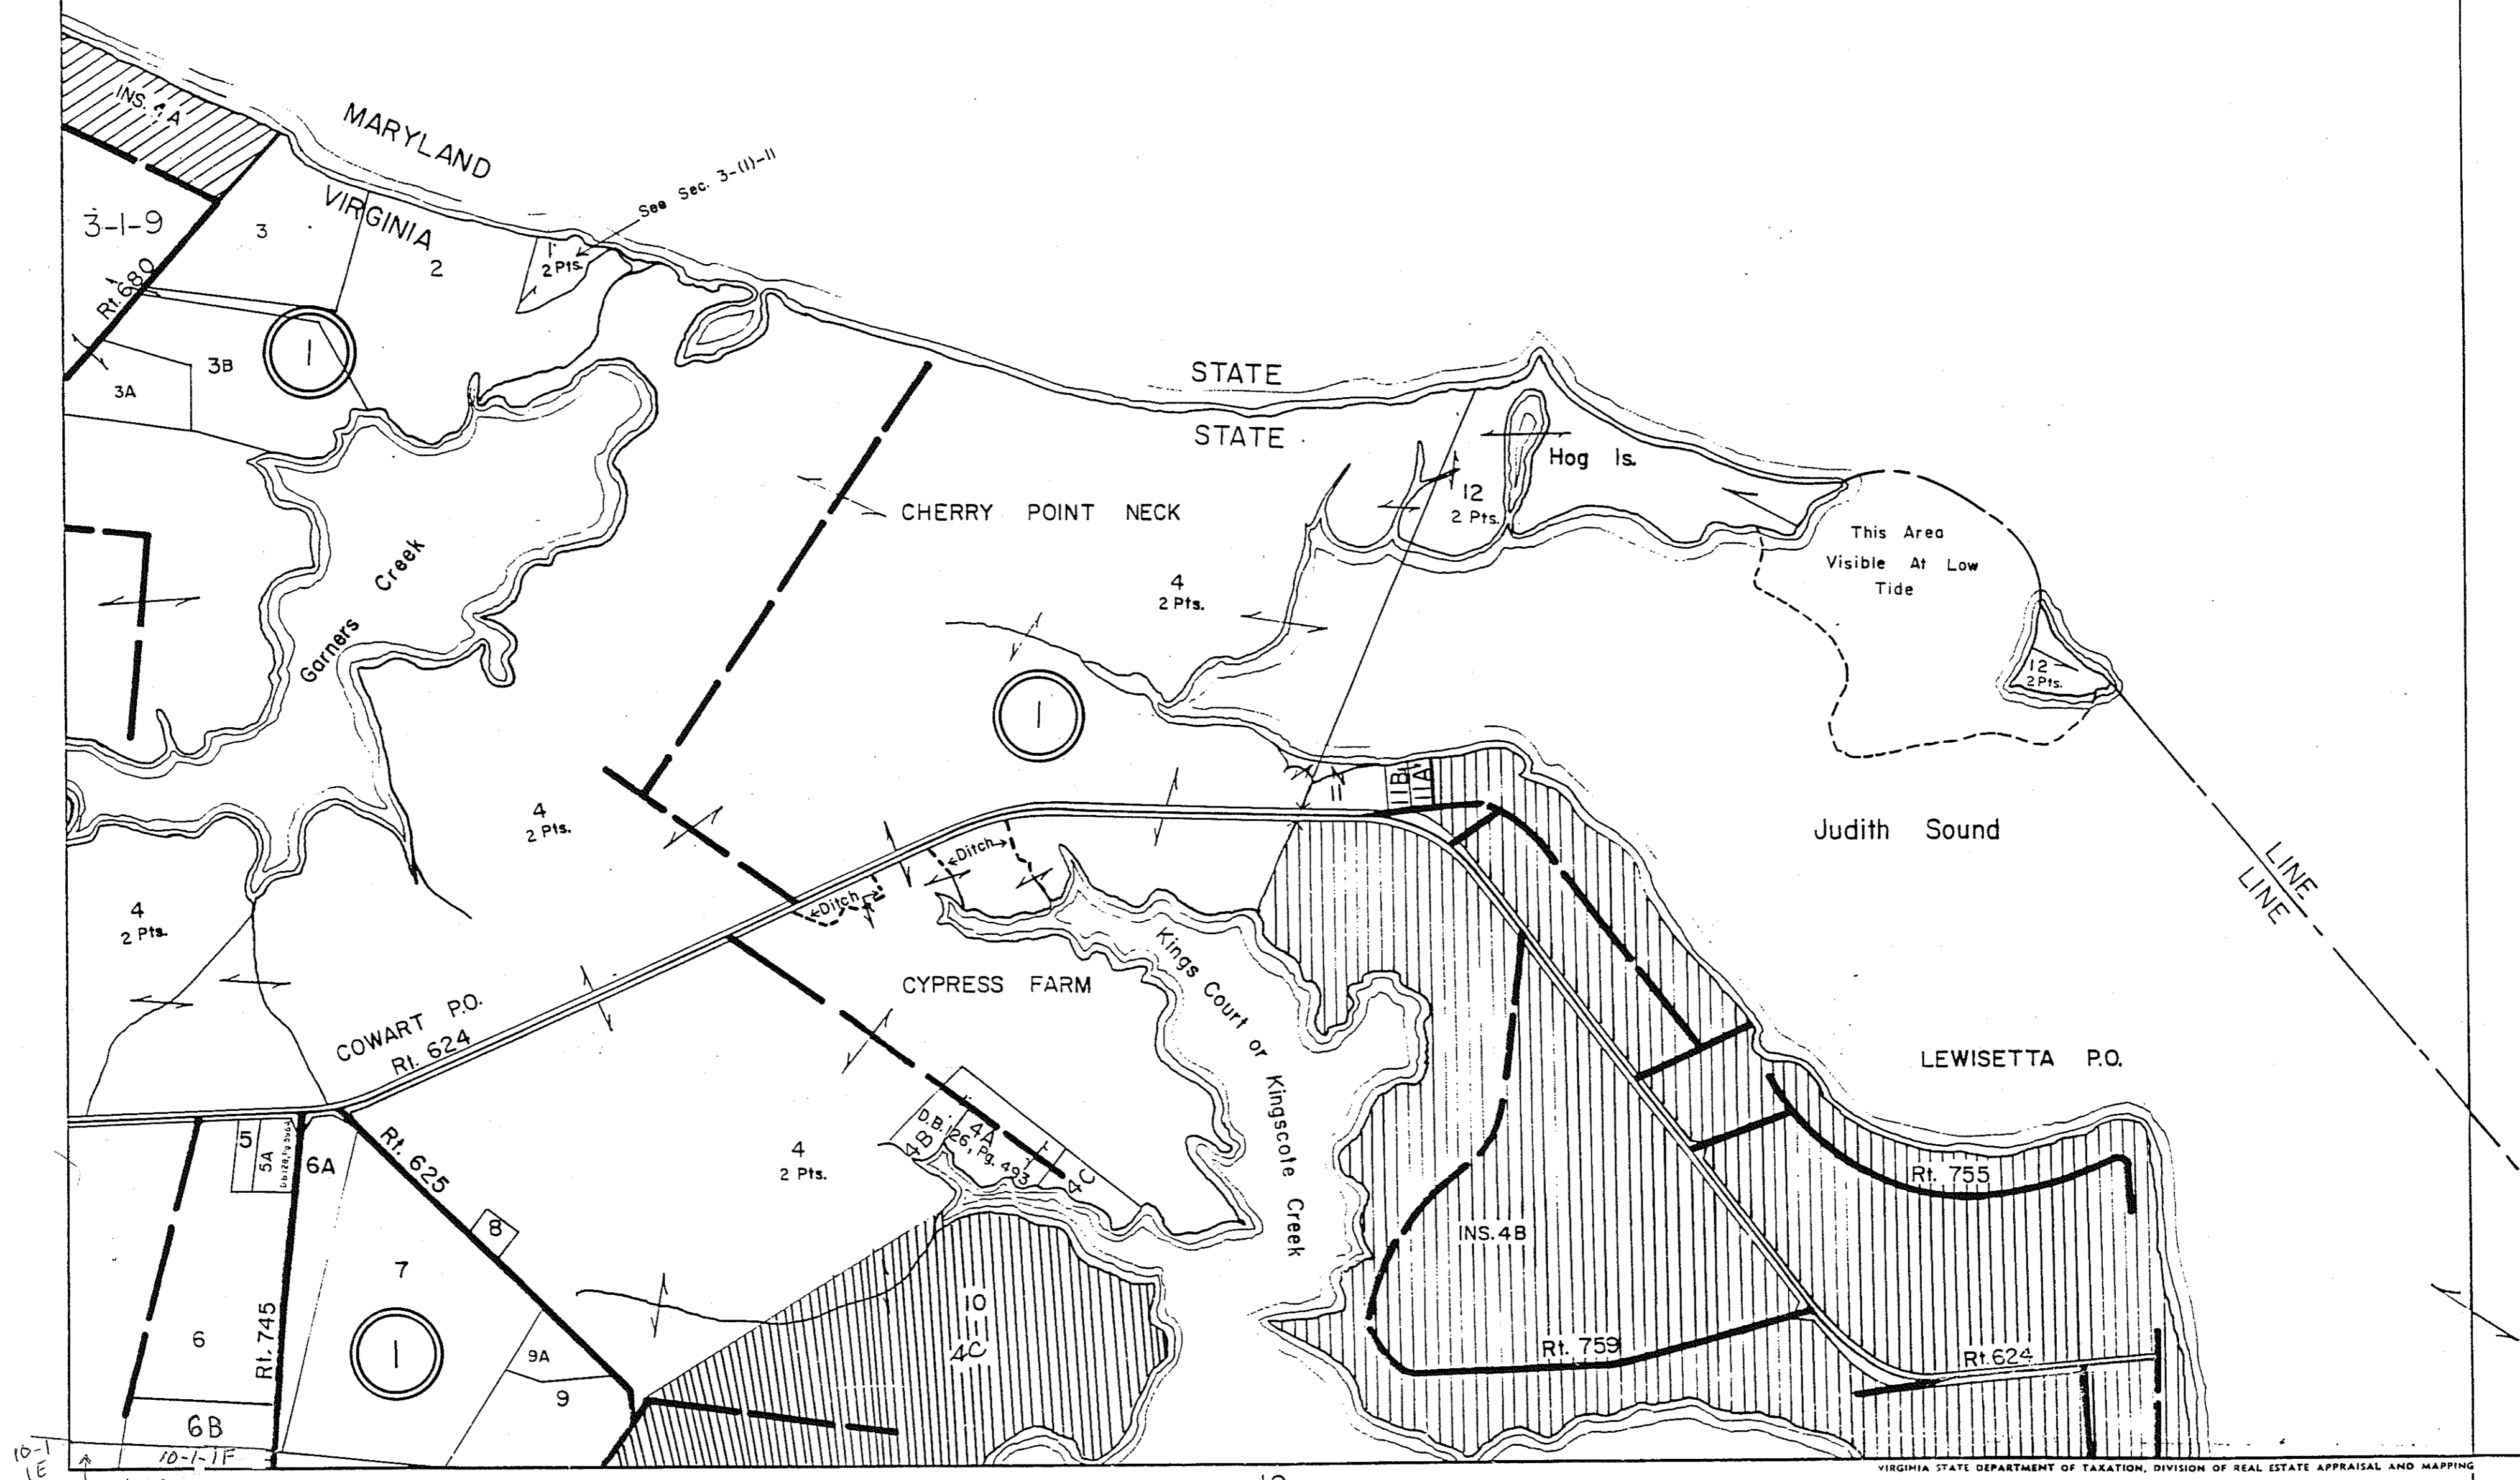 INS. 4A
MARYLAND
VIRGINIA
See Sec. 3-(1)-11
3-1-9
Rt. 680
3
2
1
2 Pts.
1
3B
3A
STATE
STATE
Hog Is.
12
2 Pts.
CHERRY POINT NECK
This Area
Visible At Low
Tide
4
2 Pts.
Garners Creek
12
2 Pts.
1
11
11B
11A
4
2 Pts.
Judith Sound
LINE
LINE
←Ditch→
←Ditch
4
2 Pts.
CYPRESS FARM
Kings Court or Kingscote Creek
COWART P.O.
Rt. 624
LEWISETTA P.O.
5
5A
6A
Rt. 625
D.B. 126, Pg. 493
4B
4A
4C
4
2 Pts.
Rt. 755
8
INS. 4B
7
10
4C
6
Rt. 745
1
9A
9
Rt. 759
Rt. 624
6B
10-1
1E
10-1-1F
VIRGINIA STATE DEPARTMENT OF TAXATION, DIVISION OF REAL ESTATE APPRAISAL AND MAPPING